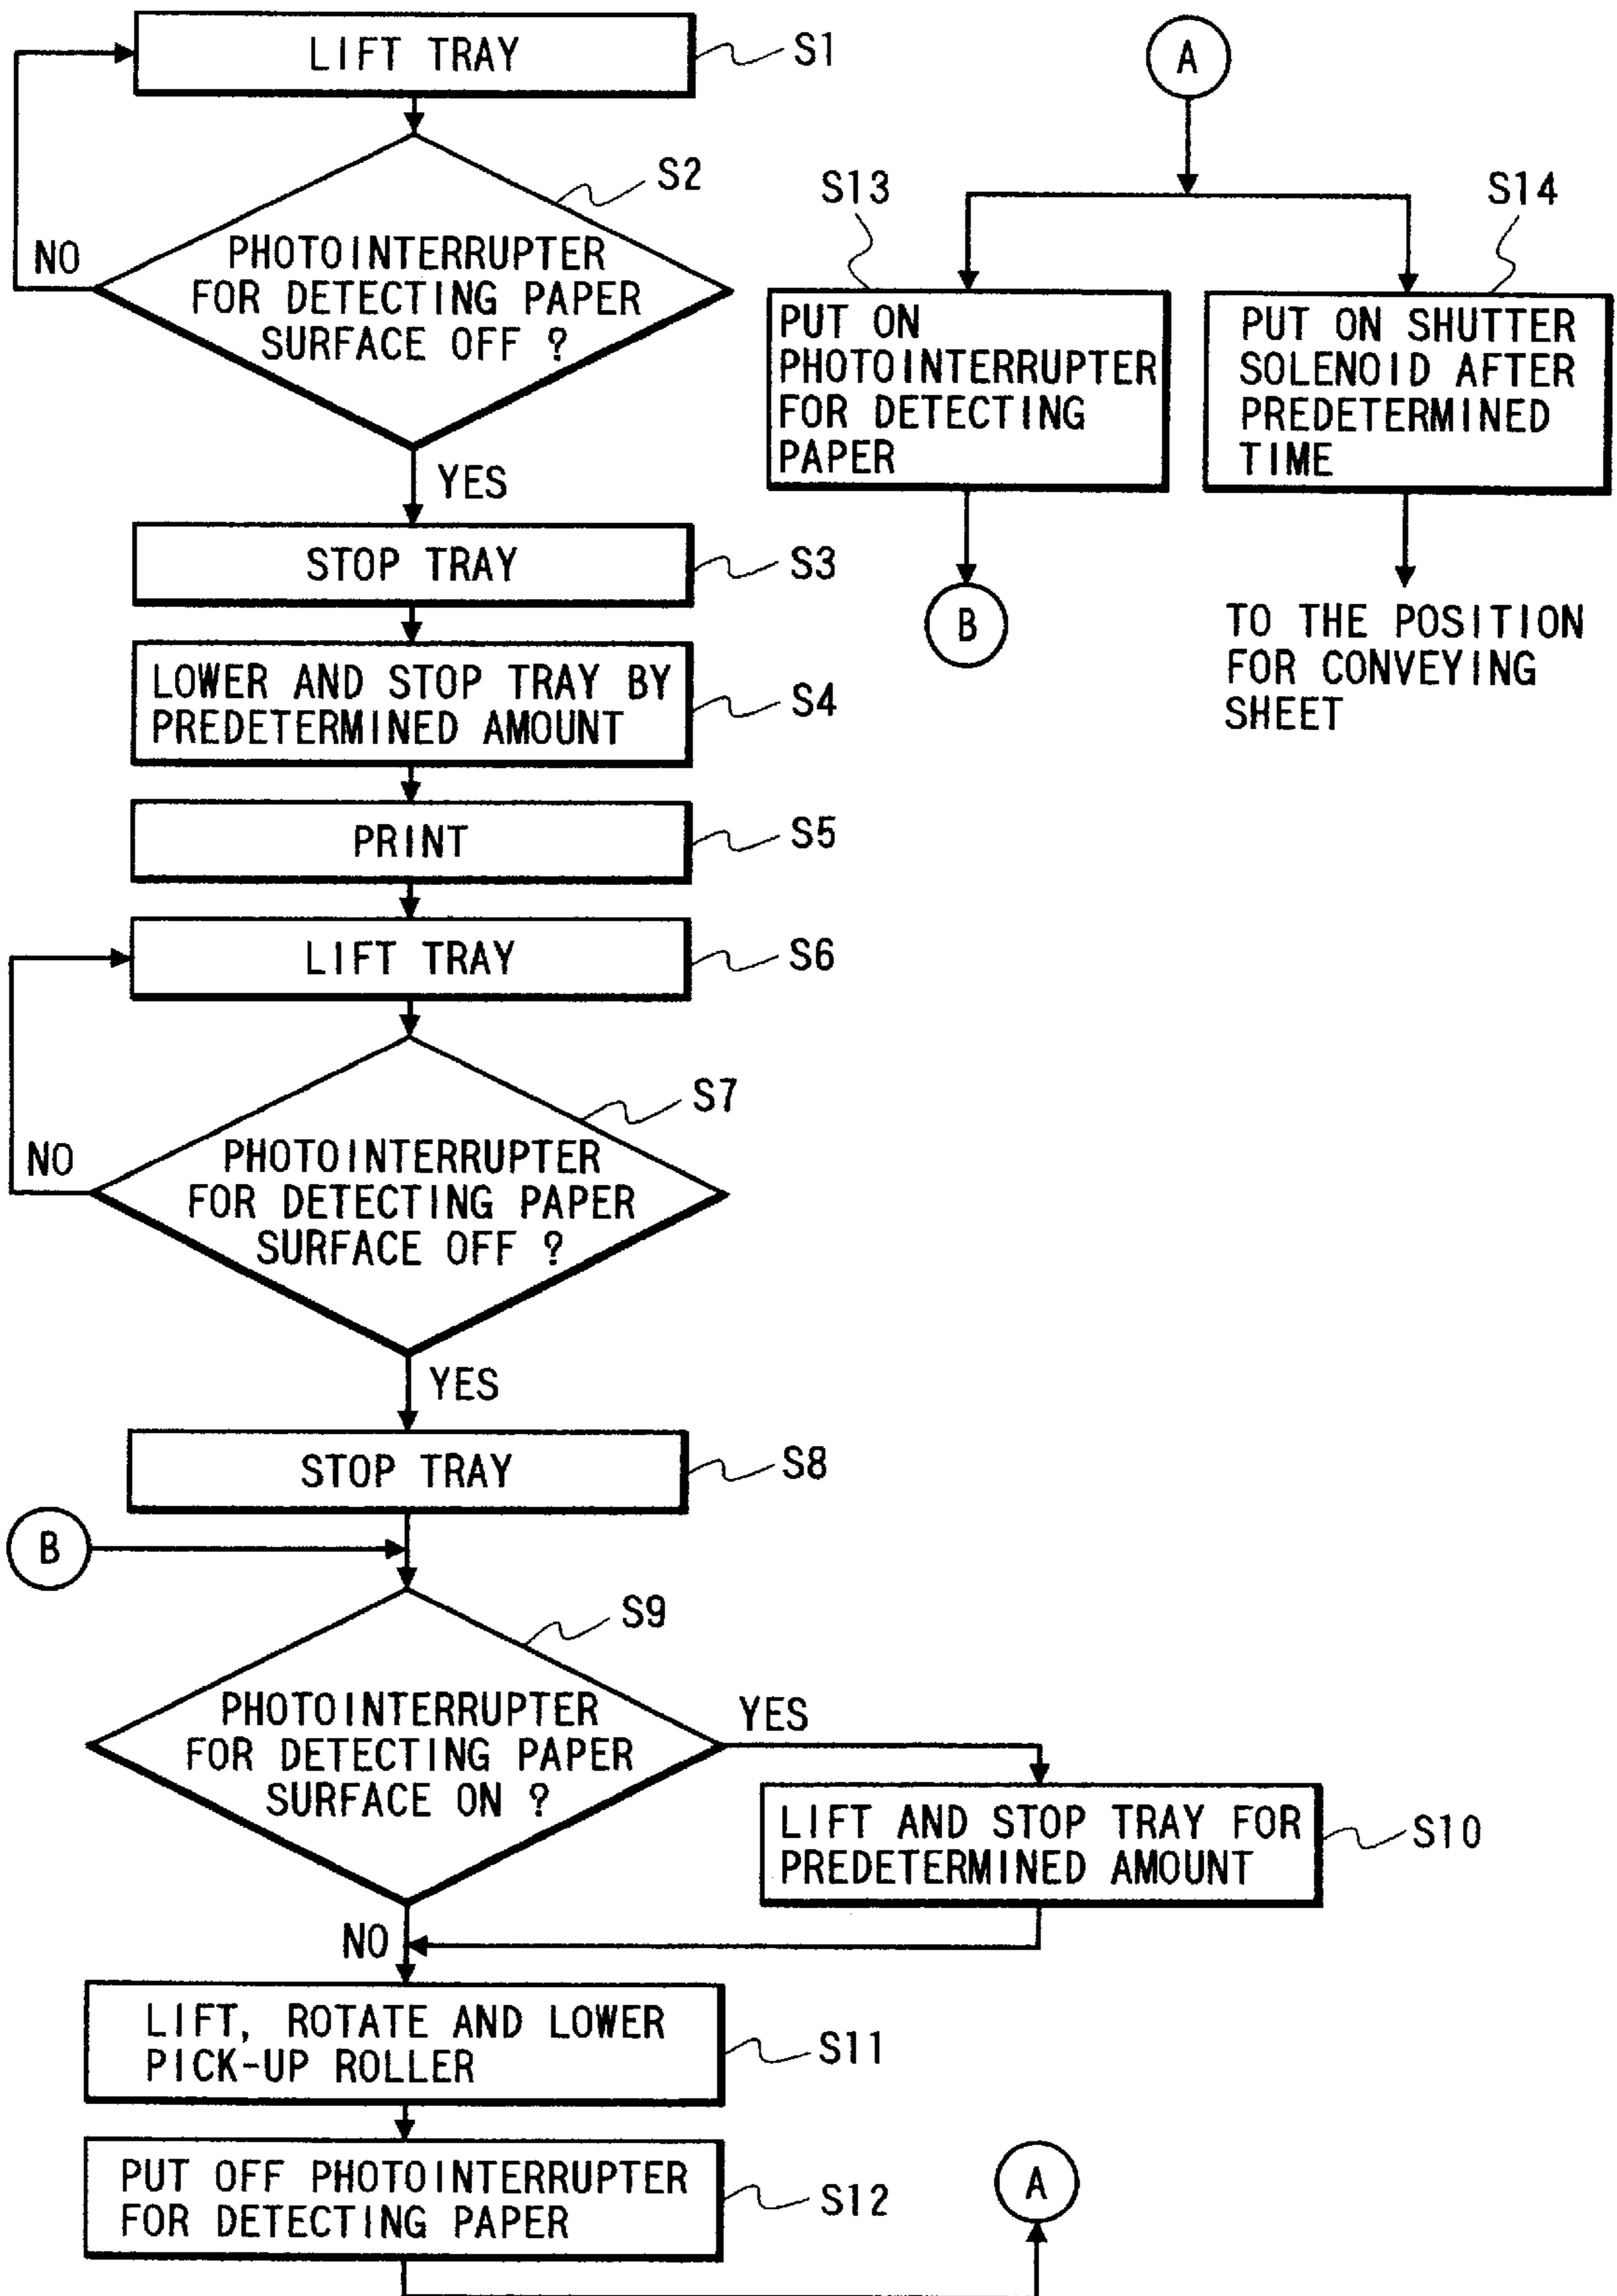 LIFT TRAY
S1
S2
PHOTOINTERRUPTER
FOR DETECTING PAPER
SURFACE OFF ?
NO
YES
STOP TRAY
S3
LOWER AND STOP TRAY BY
PREDETERMINED AMOUNT
S4
PRINT
S5
LIFT TRAY
S6
S7
PHOTOINTERRUPTER
FOR DETECTING PAPER
SURFACE OFF ?
NO
YES
STOP TRAY
S8
B
S9
PHOTOINTERRUPTER
FOR DETECTING PAPER
SURFACE ON ?
YES
LIFT AND STOP TRAY FOR
PREDETERMINED AMOUNT
S10
NO
LIFT, ROTATE AND LOWER
PICK-UP ROLLER
S11
PUT OFF PHOTOINTERRUPTER
FOR DETECTING PAPER
S12
A
A
S13
PUT ON
PHOTOINTERRUPTER
FOR DETECTING
PAPER
B
S14
PUT ON SHUTTER
SOLENOID AFTER
PREDETERMINED
TIME
TO THE POSITION
FOR CONVEYING
SHEET